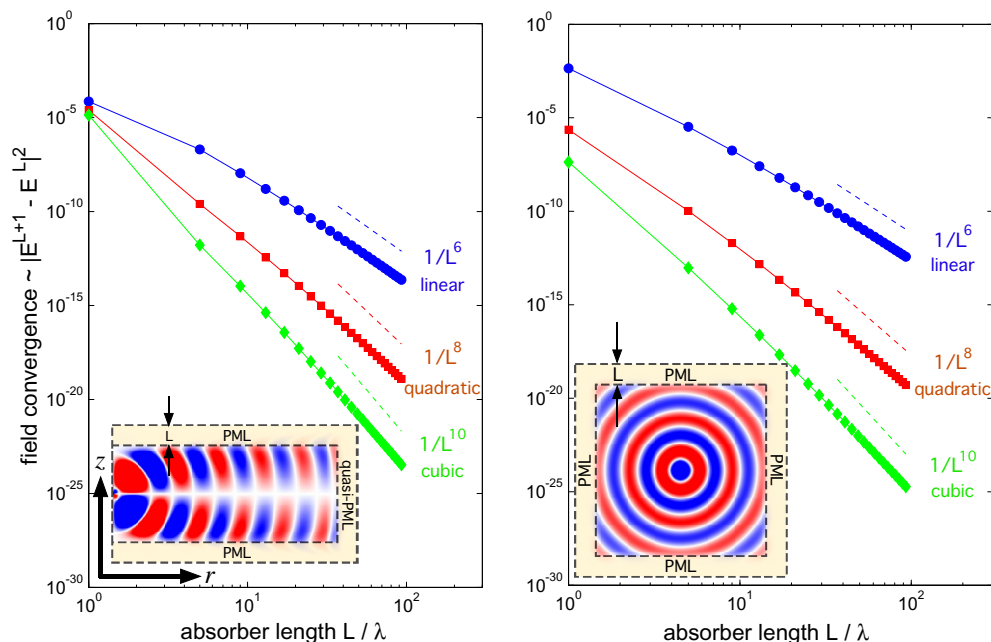 field convergence ~ |E^{L+1} - E^{L}|^2
10^0
10^{-5}
10^{-10}
10^{-15}
10^{-20}
10^{-25}
10^{-30}
1/L^6
linear
1/L^8
quadratic
1/L^{10}
cubic
L
PML
quasi-PML
PML
z
r
10^0
10^1
10^2
absorber length L / λ
10^0
10^{-5}
10^{-10}
10^{-15}
10^{-20}
10^{-25}
10^{-30}
1/L^6
linear
1/L^8
quadratic
1/L^{10}
cubic
L
PML
PML
PML
PML
10^0
10^1
10^2
absorber length L / λ